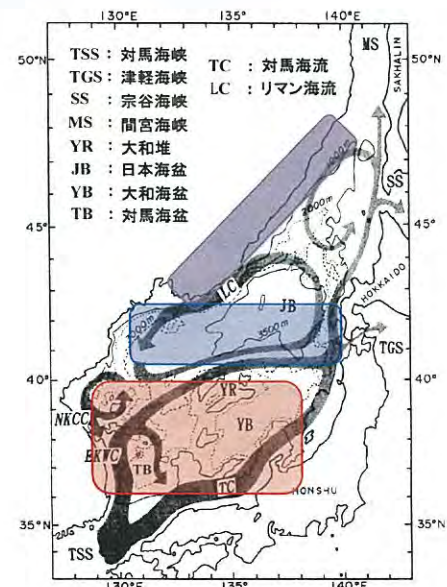 130°E 135°E 140°E
50°N
MS
SAKHALIN
50°N
TSS : 対馬海峡
TGS : 津軽海峡
SS : 宗谷海峡
MS : 間宮海峡
YR : 大和堆
JB : 日本海盆
YB : 大和海盆
TB : 対馬海盆
TC : 対馬海流
LC : リマン海流
45°
2000m
SS
45°
HOKKAIDO
LC
JB
3500m
TGS
40°
YR
40°
NKCC
EKWC
YB
TB
TC
HONSHU
35°N
35°N
TSS
130°E 135° 140°E